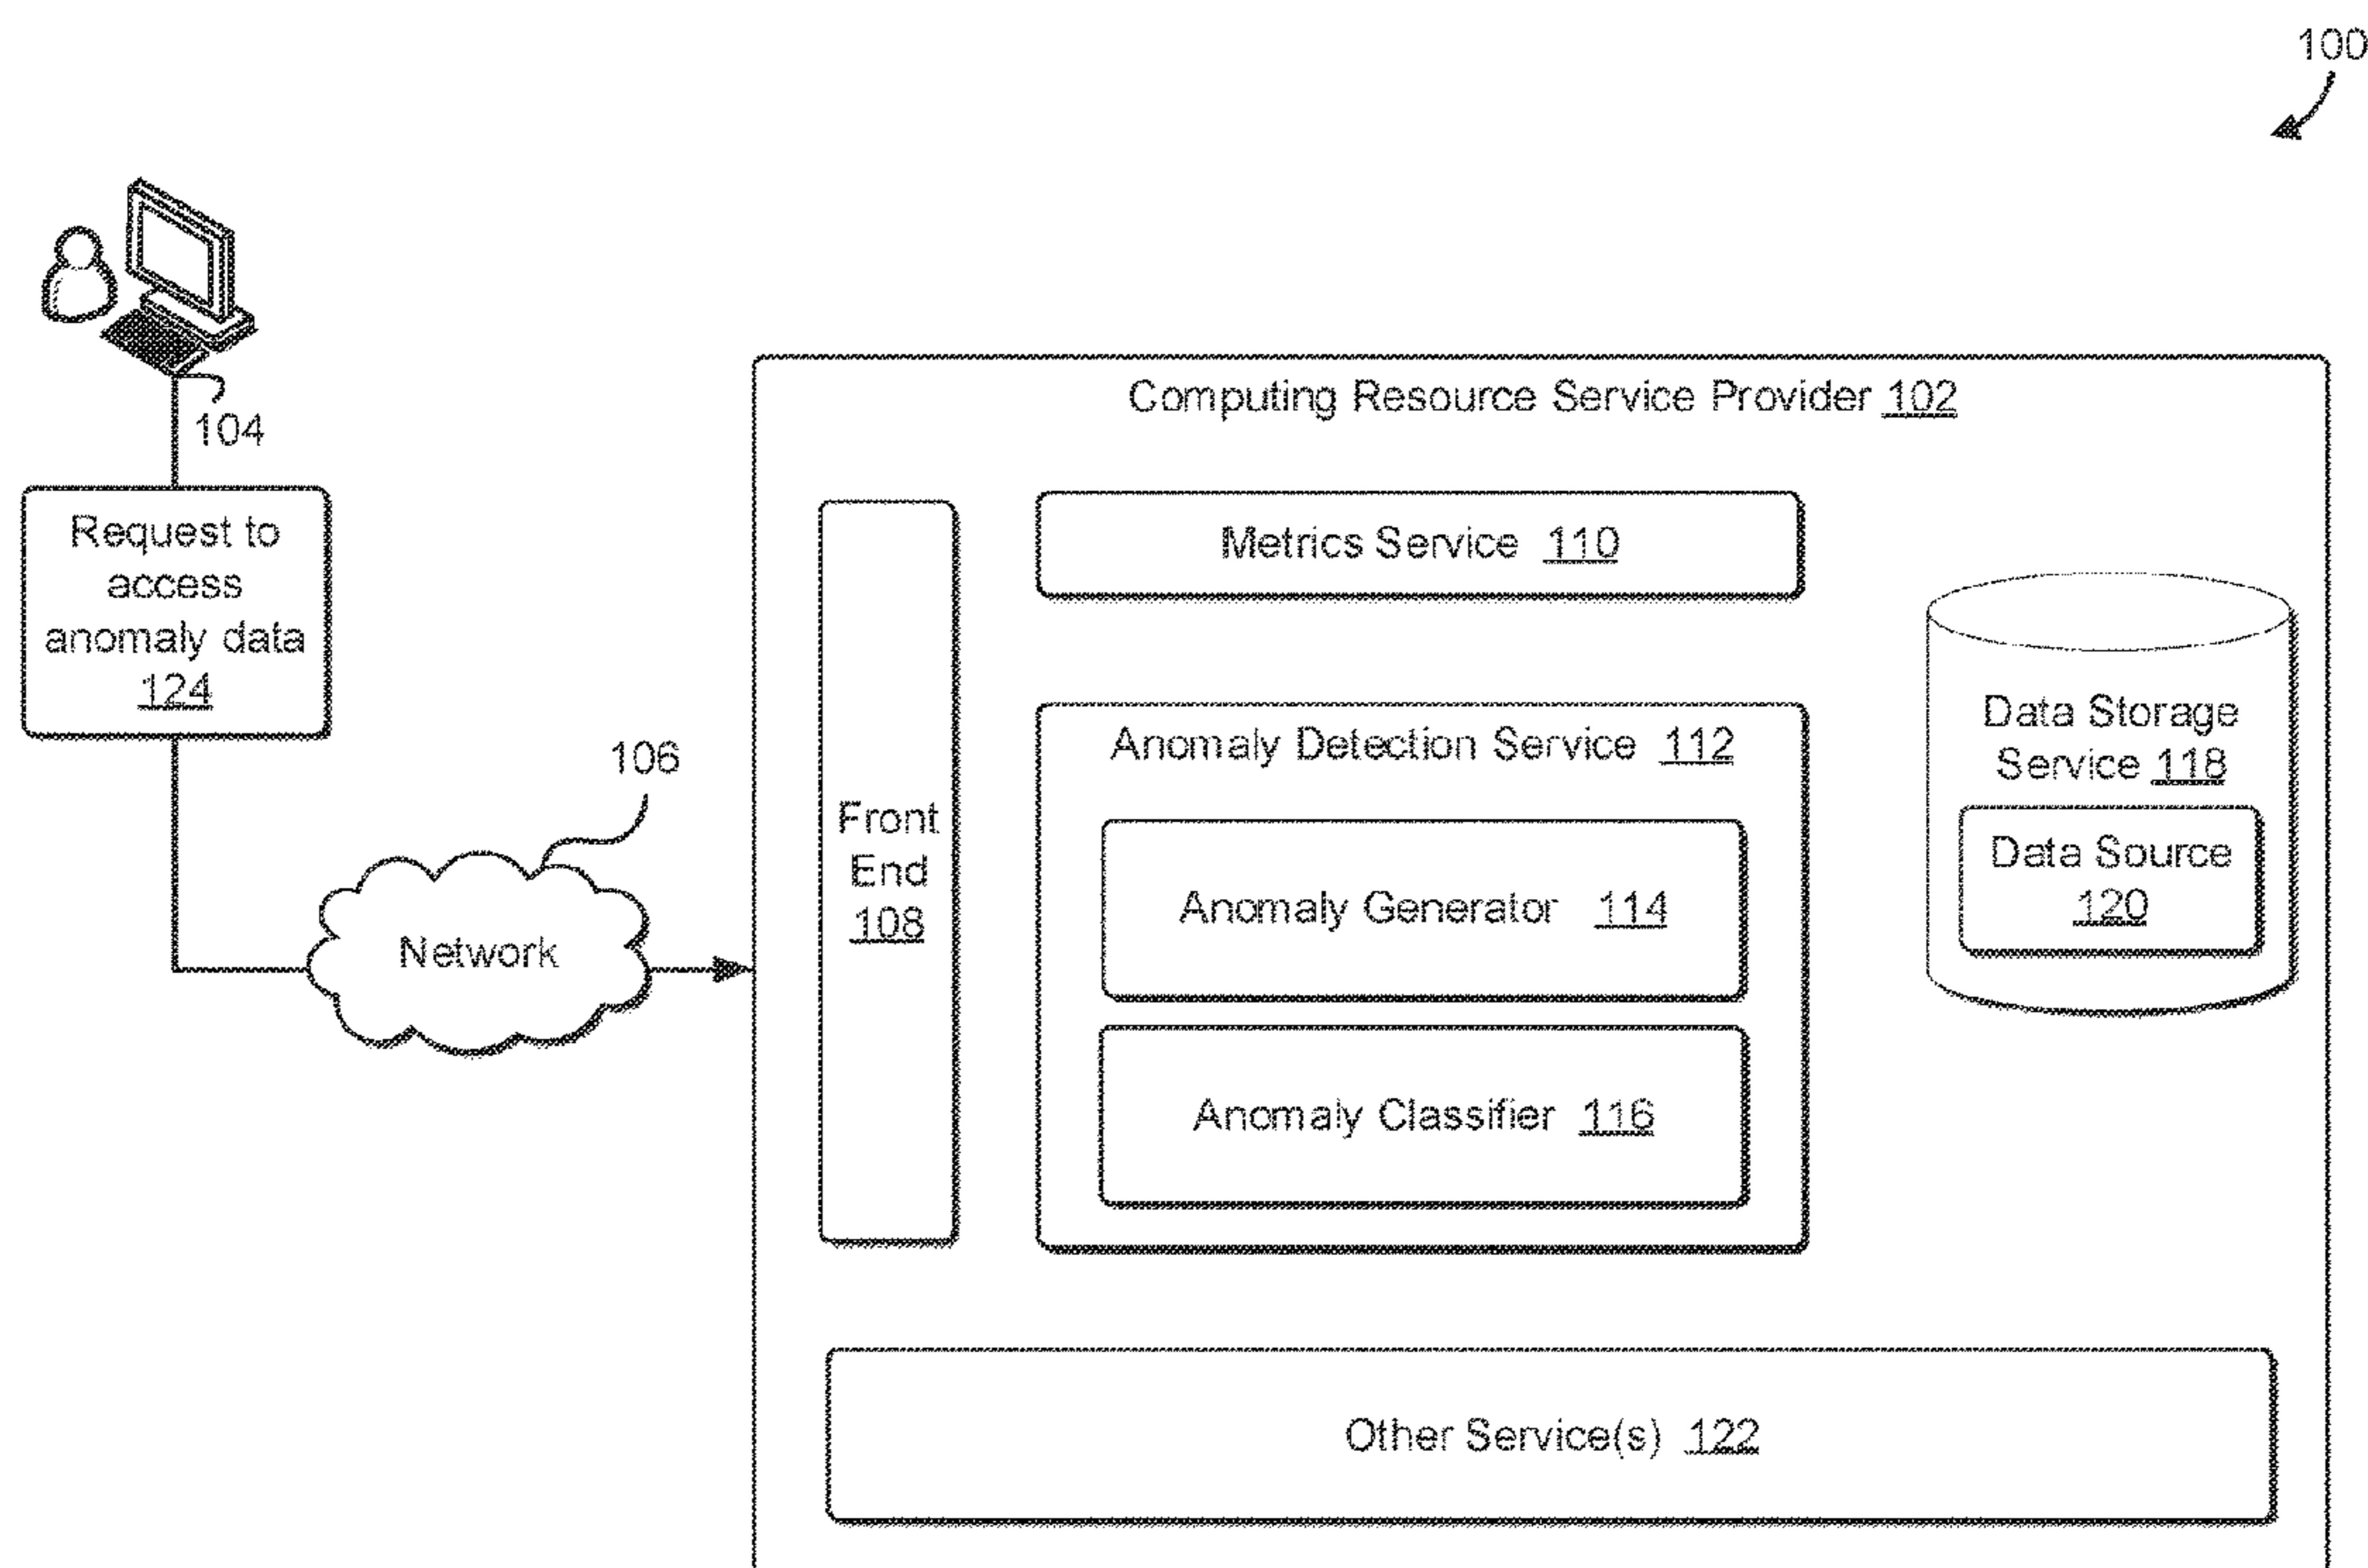 100
104
Request to
access
anomaly data
124
106
Network
Computing Resource Service Provider 102
Front
End
108
Metrics Service 110
Anomaly Detection Service 112
Anomaly Generator 114
Anomaly Classifier 116
Data Storage
Service 118
Data Source
120
Other Service(s) 122